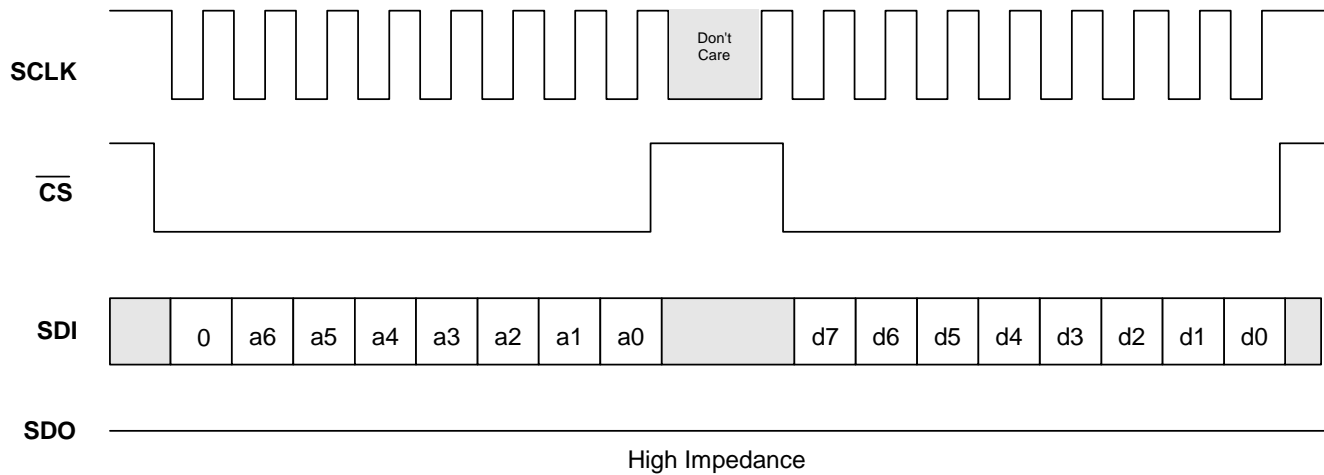 Don't
Care
SCLK
CS
SDI
0 a6 a5 a4 a3 a2 a1 a0 d7 d6 d5 d4 d3 d2 d1 d0
SDO
High Impedance